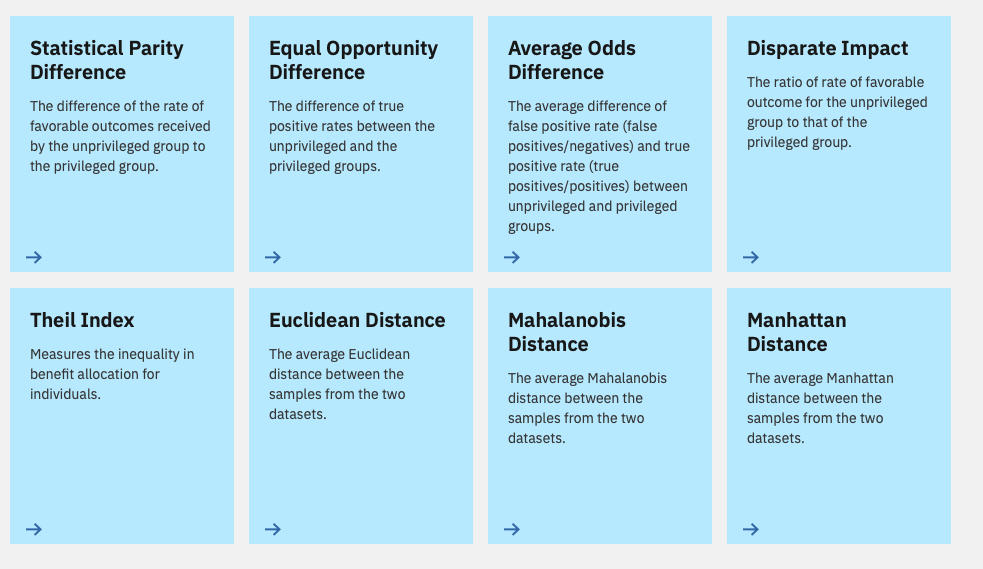 Statistical Parity
Difference
The difference of the rate of
favorable outcomes received
by the unprivileged group to
the privileged group.
Equal Opportunity
Difference
The difference of true
positive rates between the
unprivileged and the
privileged groups.
Average Odds
Difference
The average difference of
false positive rate (false
positives/negatives) and true
positive rate (true
positives/positives) between
unprivileged and privileged
groups.
Disparate Impact
The ratio of rate of favorable
outcome for the unprivileged
group to that of the
privileged group.
Theil Index
Measures the inequality in
benefit allocation for
individuals.
Euclidean Distance
The average Euclidean
distance between the
samples from the two
datasets.
Mahalanobis
Distance
The average Mahalanobis
distance between the
samples from the two
datasets.
Manhattan
Distance
The average Manhattan
distance between the
samples from the two
datasets.